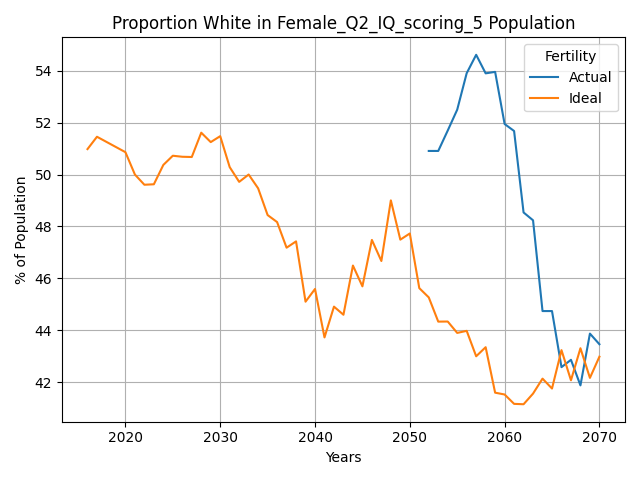 Proportion White in Female_Q2_IQ_scoring_5 Population
Fertility
Actual
Ideal
% of Population
54
52
50
48
46
44
42
2020 2030 2040 2050 2060 2070
Years